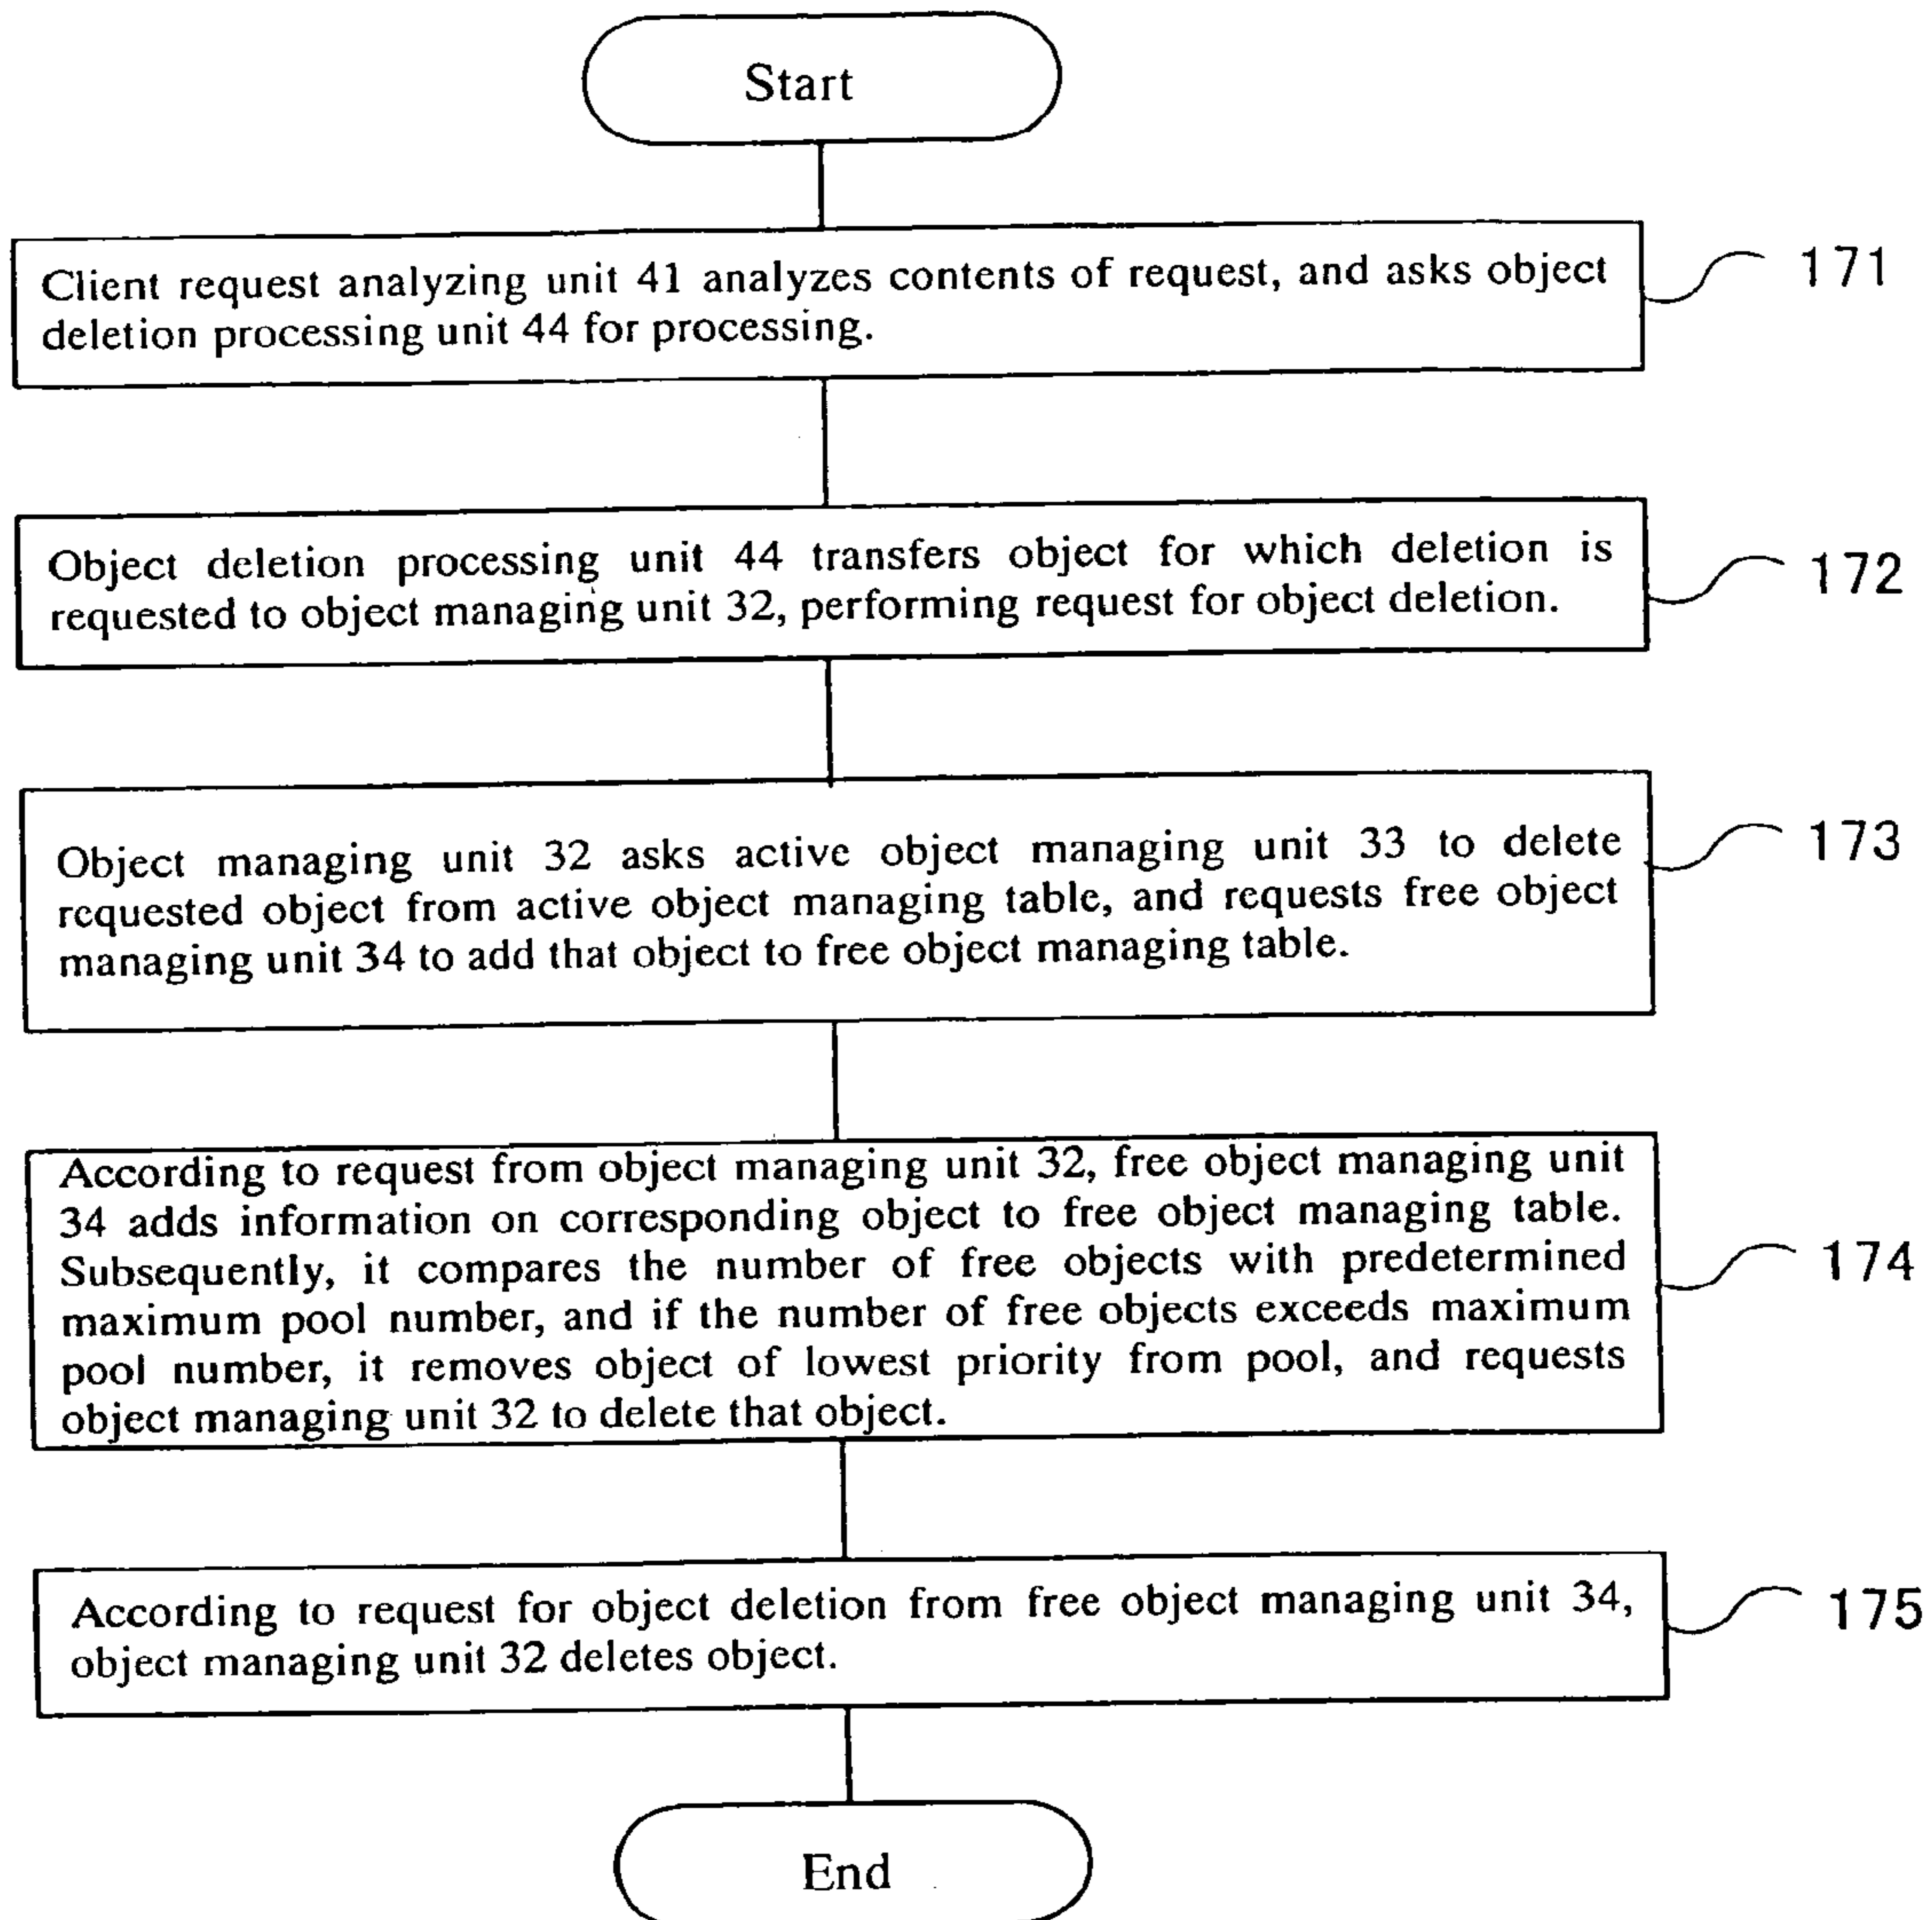 Start
Client request analyzing unit 41 analyzes contents of request, and asks object
deletion processing unit 44 for processing.
171
Object deletion processing unit 44 transfers object for which deletion is
requested to object managing unit 32, performing request for object deletion.
172
Object managing unit 32 asks active object managing unit 33 to delete
requested object from active object managing table, and requests free object
managing unit 34 to add that object to free object managing table.
173
According to request from object managing unit 32, free object managing unit
34 adds information on corresponding object to free object managing table.
Subsequently, it compares the number of free objects with predetermined
maximum pool number, and if the number of free objects exceeds maximum
pool number, it removes object of lowest priority from pool, and requests
object managing unit 32 to delete that object.
174
According to request for object deletion from free object managing unit 34,
object managing unit 32 deletes object.
175
End